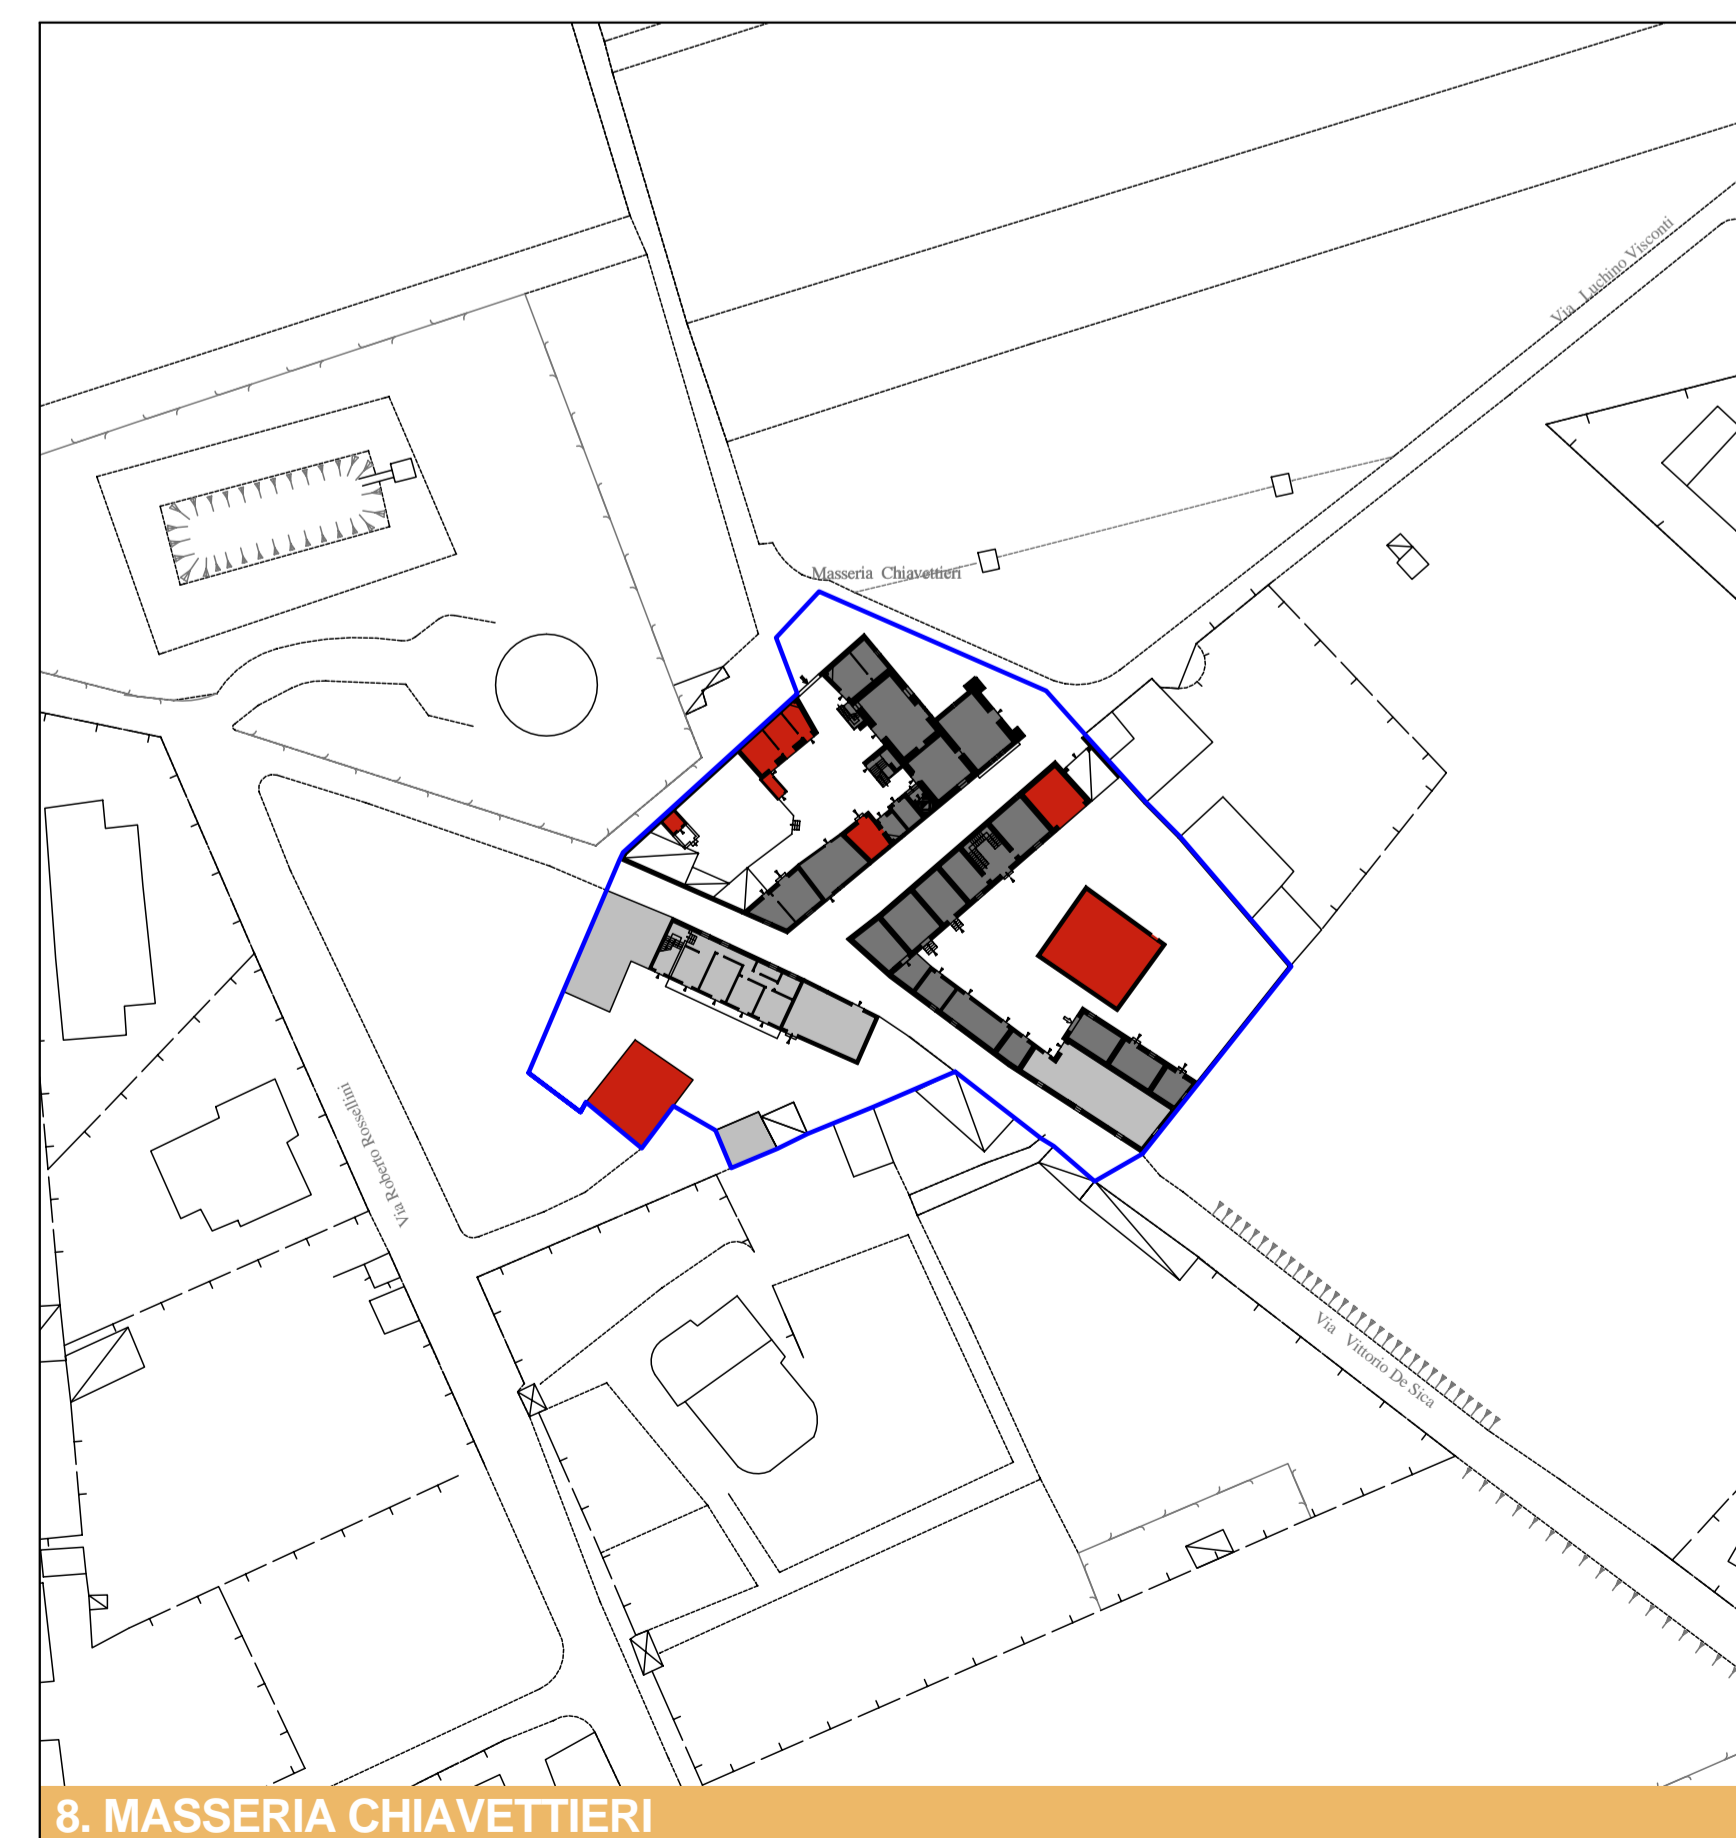 Via Luchino Visconti
Masseria Chiavettieri
Via Roberto Rossellini
Via Vittorio De Sica
8. MASSERIA CHIAVETTIERI